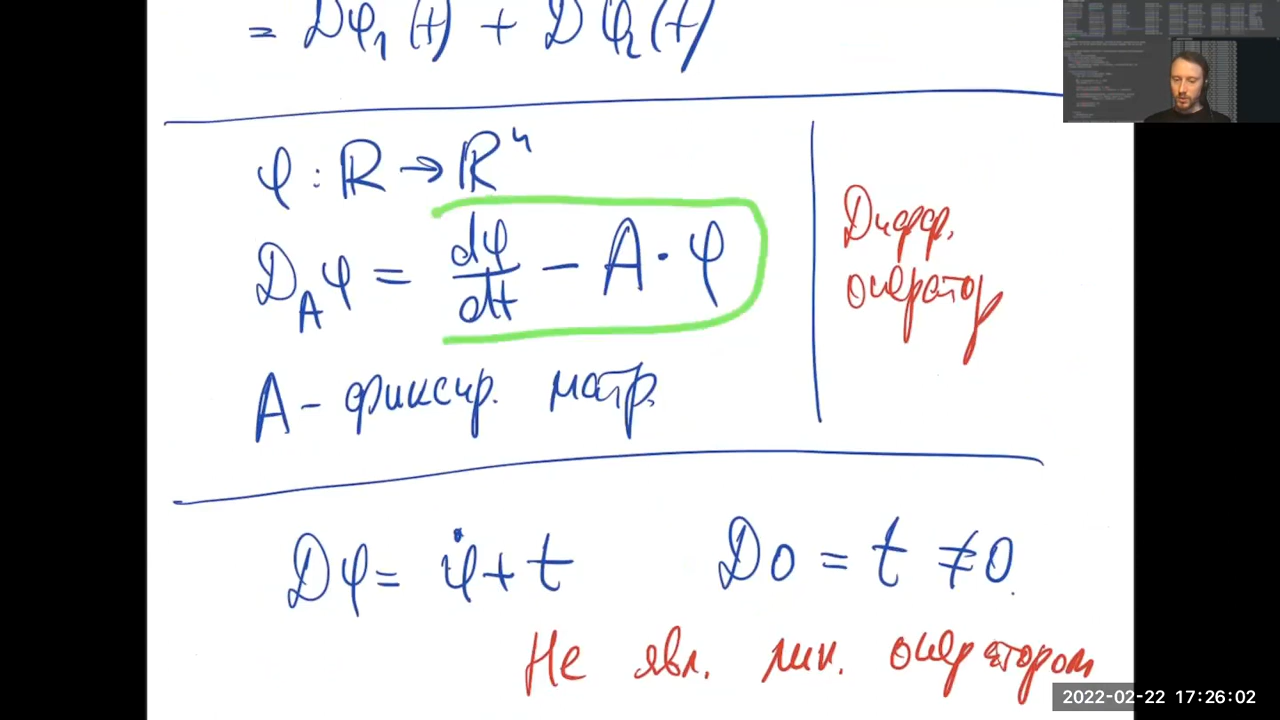 = Dφ₁(t) + Dφ₂(t)
φ : ℝ → ℝⁿ
D_A φ = dφ/dt − A · φ
Дифф. оператор
A – фиксир. матр.
Dφ = φ̇ + t
D0 = t ≠ 0.
Не явл. лин. оператором
2022-02-22 17:26:02